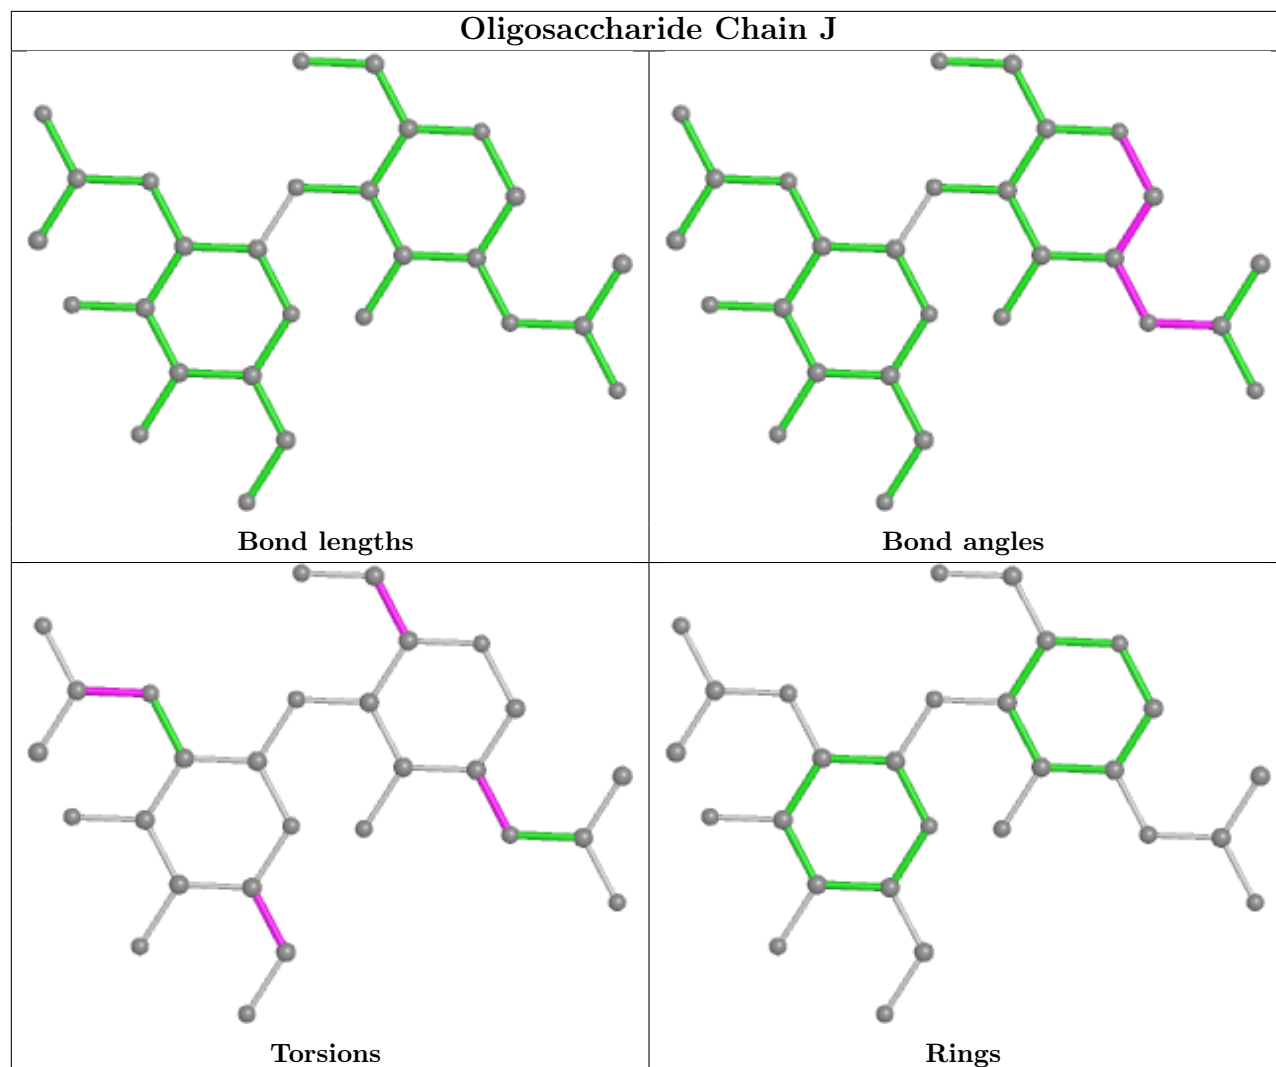 Oligosaccharide Chain J
Bond lengths
Bond angles
Torsions
Rings